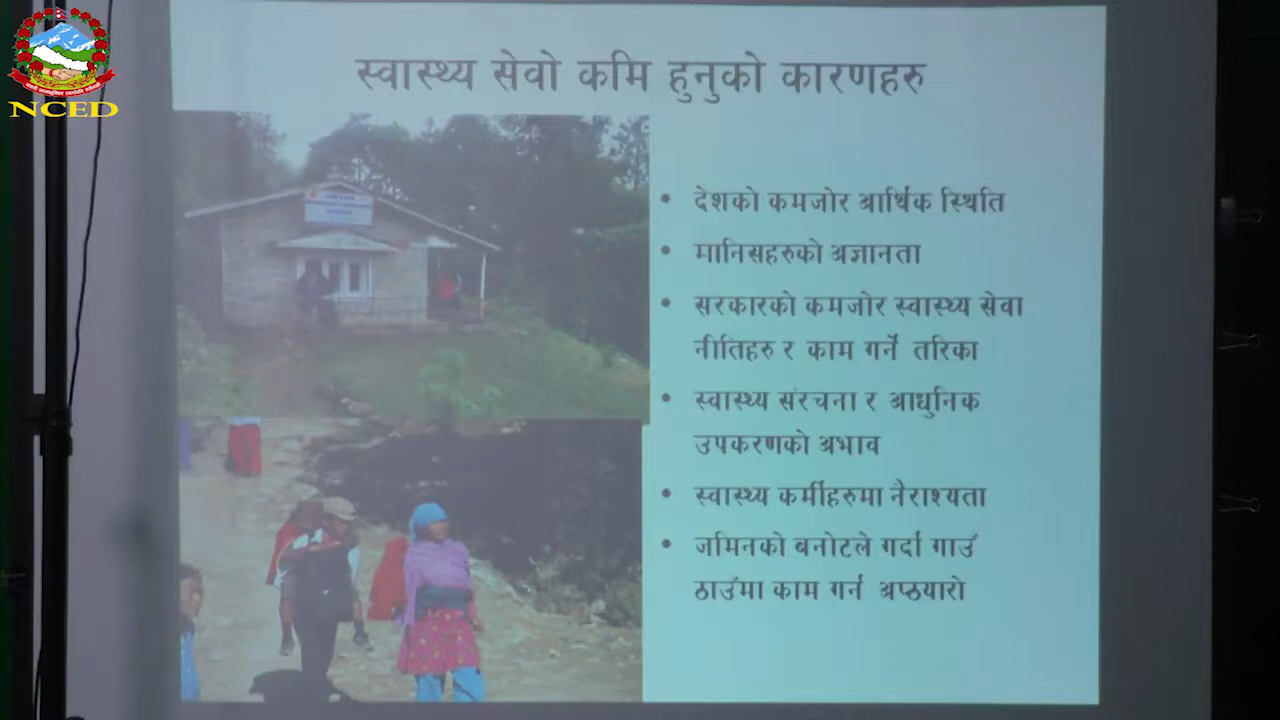 NCED
स्वास्थ्य सेवो कमि हुनुको कारणहरु
• देशको कमजोर आर्थिक स्थिति
• मानिसहरुको अज्ञानता
• सरकारको कमजोर स्वास्थ्य सेवा
नीतिहरु र काम गर्ने तरिका
• स्वास्थ्य संरचना र आधुनिक
उपकरणको अभाव
• स्वास्थ्य कर्मीहरुमा नैराश्यता
• जमिनको बनोटले गर्दा गाउँ
ठाउँमा काम गर्न अप्ठयारो